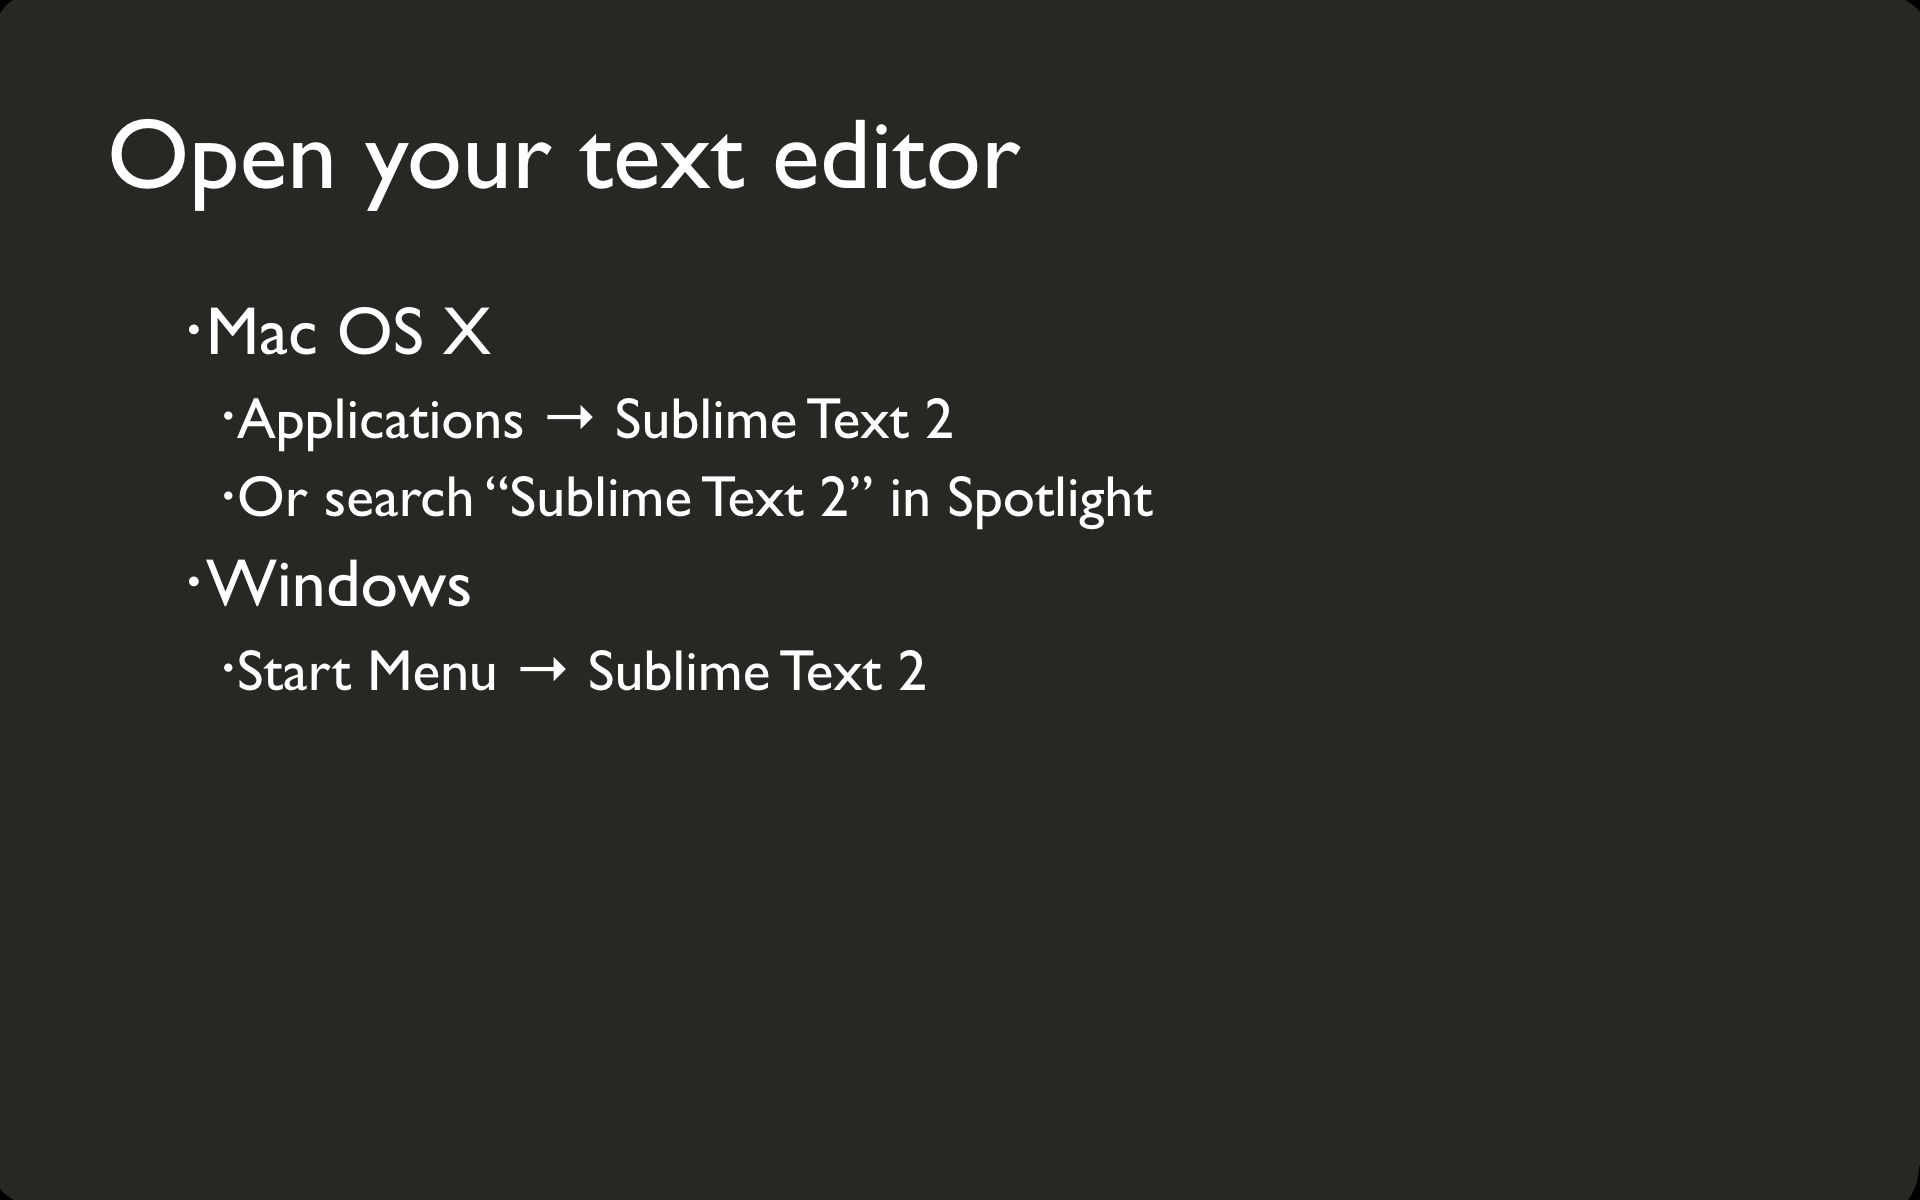 Open your text editor
•Mac OS X
•Applications → Sublime Text 2
•Or search “Sublime Text 2” in Spotlight
•Windows
•Start Menu → Sublime Text 2